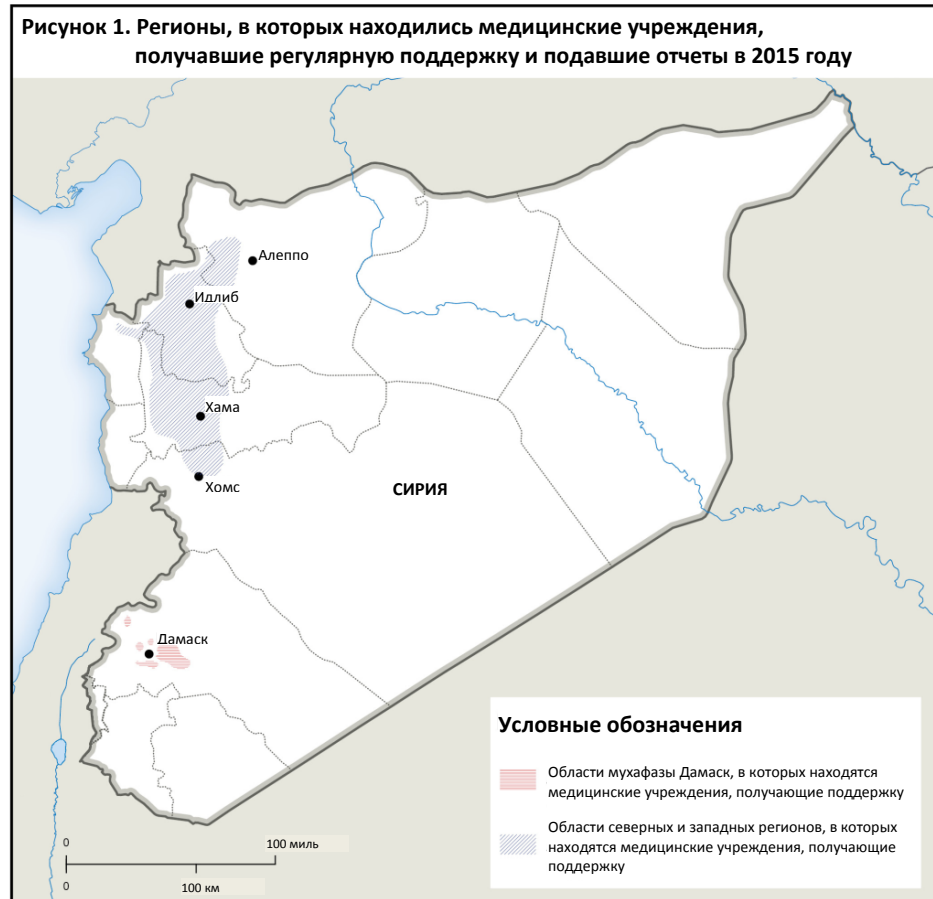 Рисунок 1. Регионы, в которых находились медицинские учреждения,
получавшие регулярную поддержку и подавшие отчеты в 2015 году
Алеппо
Идлиб
Хама
Хомс
СИРИЯ
Дамаск
Условные обозначения
Области мухафазы Дамаск, в которых находятся
медицинские учреждения, получающие поддержку
Области северных и западных регионов, в которых
находятся медицинские учреждения, получающие
поддержку
0 100 миль
0 100 км